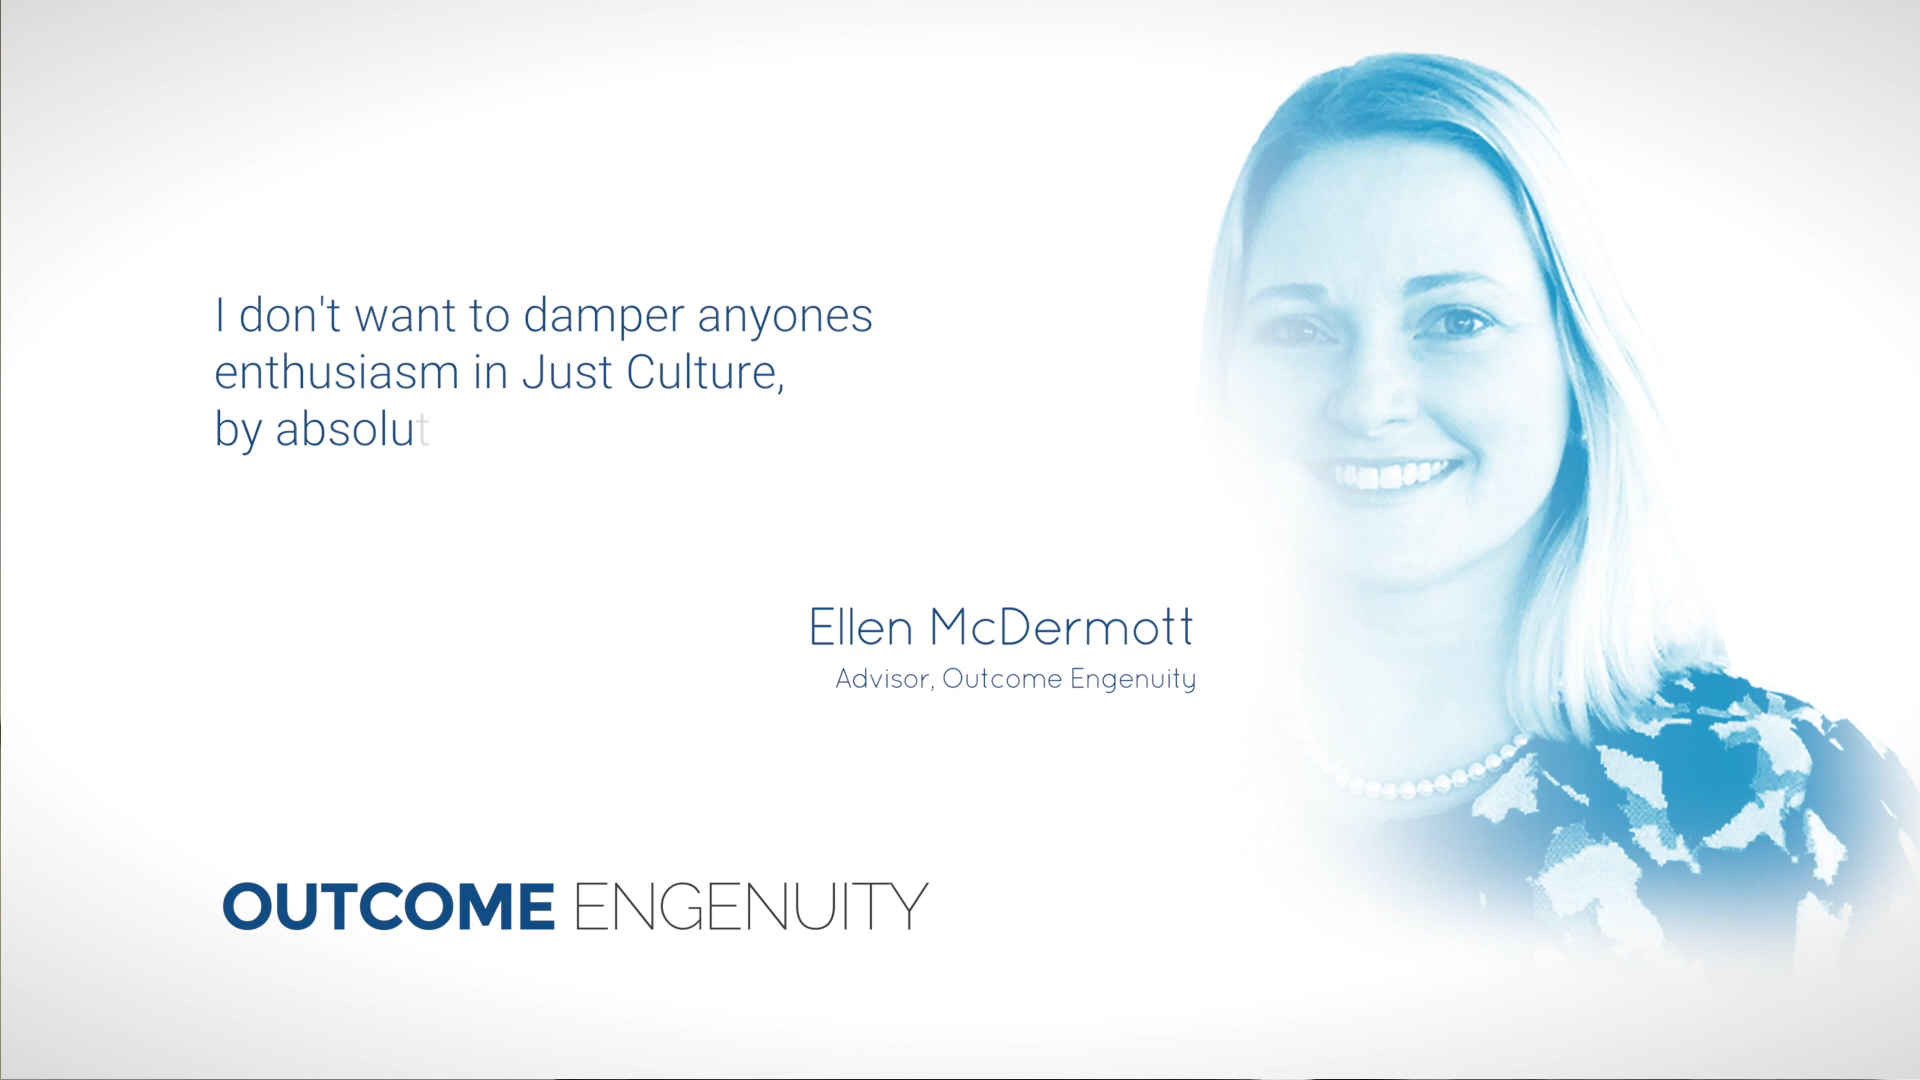 I don't want to damper anyones
enthusiasm in Just Culture,
by absolut
Ellen McDermott
Advisor, Outcome Engenuity
OUTCOME ENGENUITY